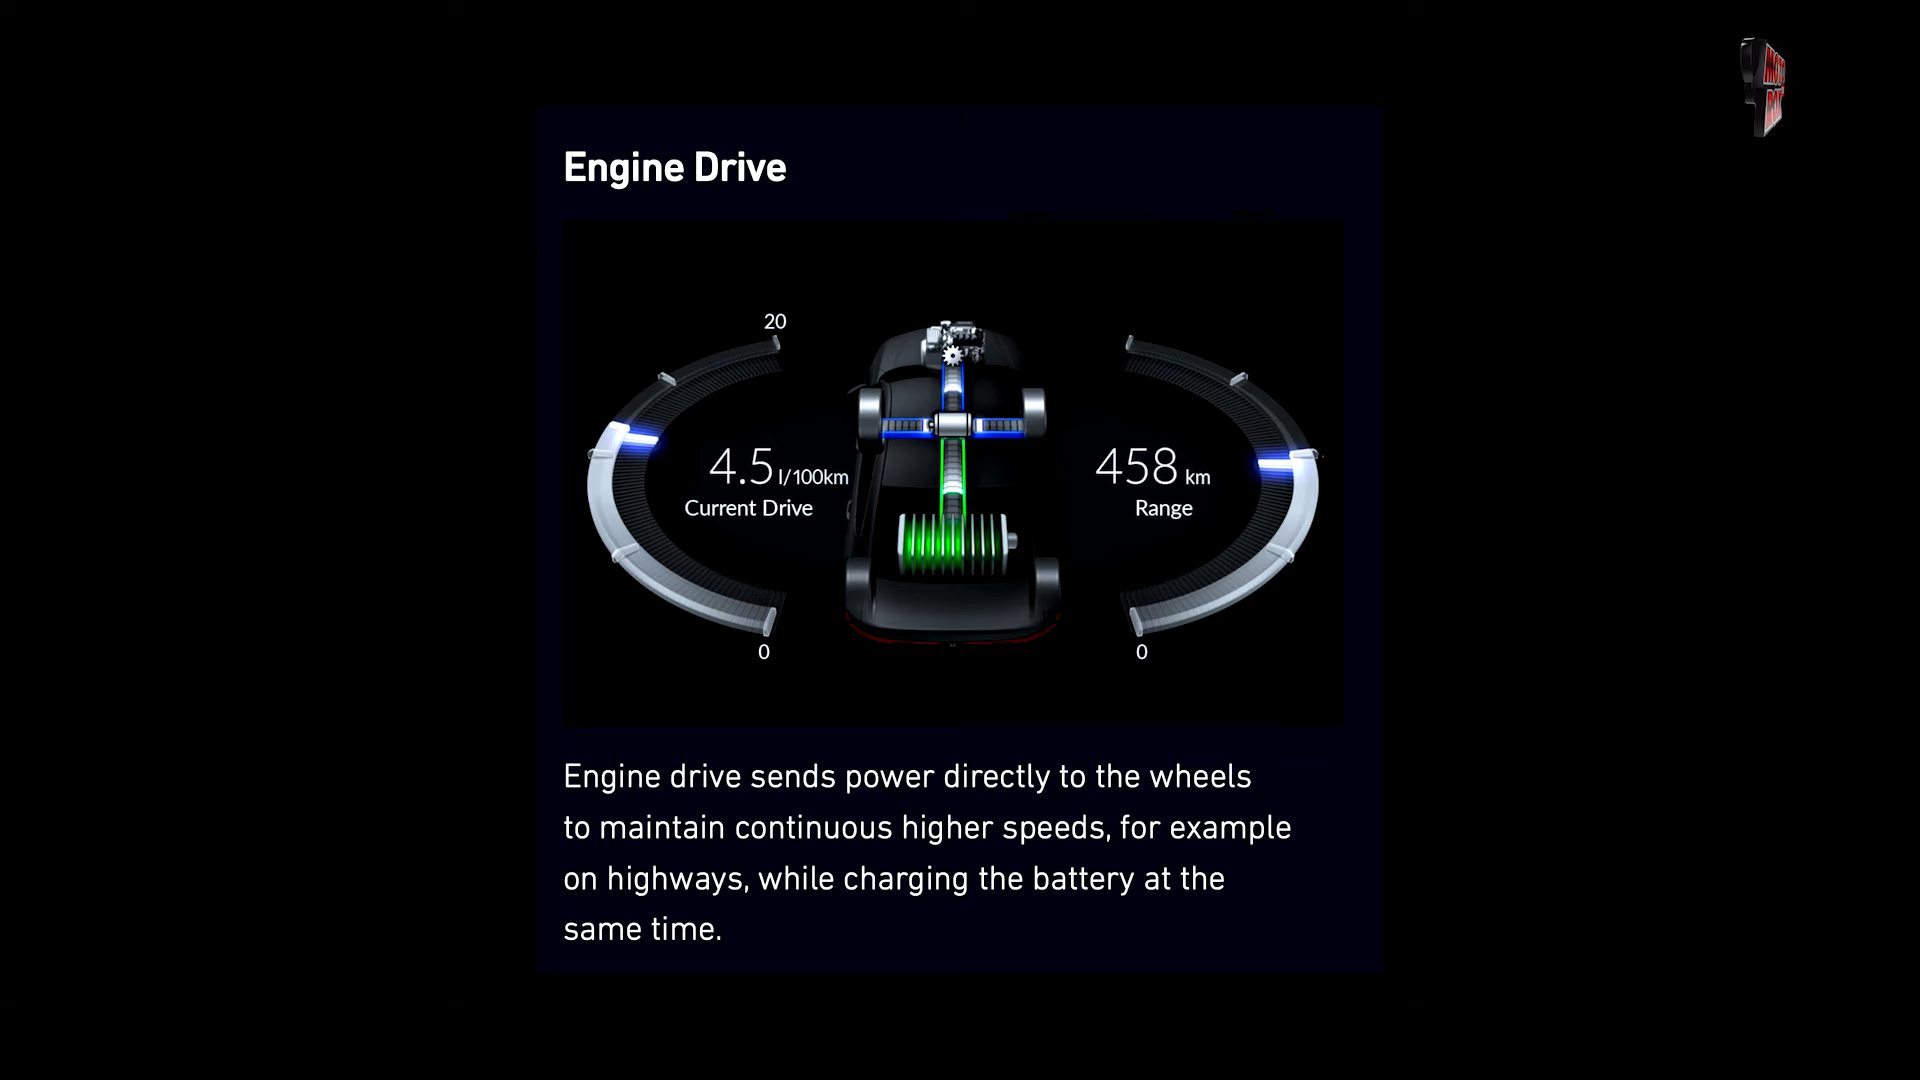 Engine Drive
20
4.5 l/100km
Current Drive
458 km
Range
0
0
Engine drive sends power directly to the wheels
to maintain continuous higher speeds, for example
on highways, while charging the battery at the
same time.